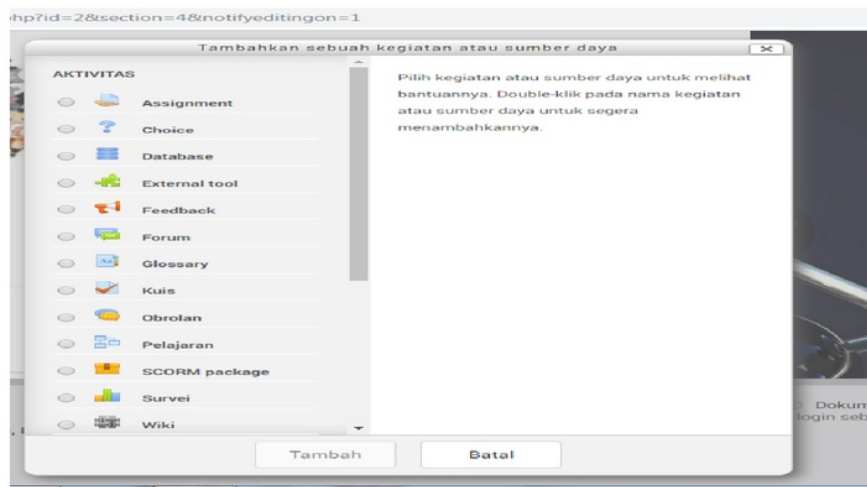 hp?id=2&section=4&notifyeditingon=1
Tambahkan sebuah kegiatan atau sumber daya
AKTIVITAS
Assignment
Choice
Database
External tool
Feedback
Forum
Glossary
Kuis
Obrolan
Pelajaran
SCORM package
Survei
Wiki
Pilih kegiatan atau sumber daya untuk melihat
bantuannya. Double-klik pada nama kegiatan
atau sumber daya untuk segera
menambahkannya.
Dokum
login seb
Tambah
Batal